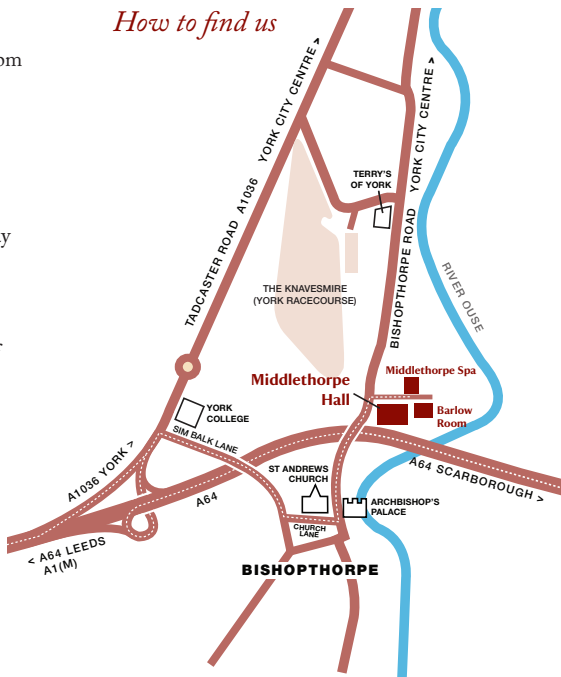 How to find us
YORK CITY CENTRE >
YORK CITY CENTRE >
TERRY'S
OF YORK
TADCASTER ROAD A1036
BISHOPTHORPE ROAD
RIVER OUSE
THE KNAVESMIRE
(YORK RACECOURSE)
Middlethorpe Spa
Middlethorpe
Hall
Barlow
Room
YORK
COLLEGE
SIM BALK LANE
A1036 YORK >
A64 SCARBOROUGH >
ST ANDREWS
CHURCH
A64
ARCHBISHOP'S
PALACE
CHURCH
LANE
< A64 LEEDS
A1(M)
BISHOPTHORPE